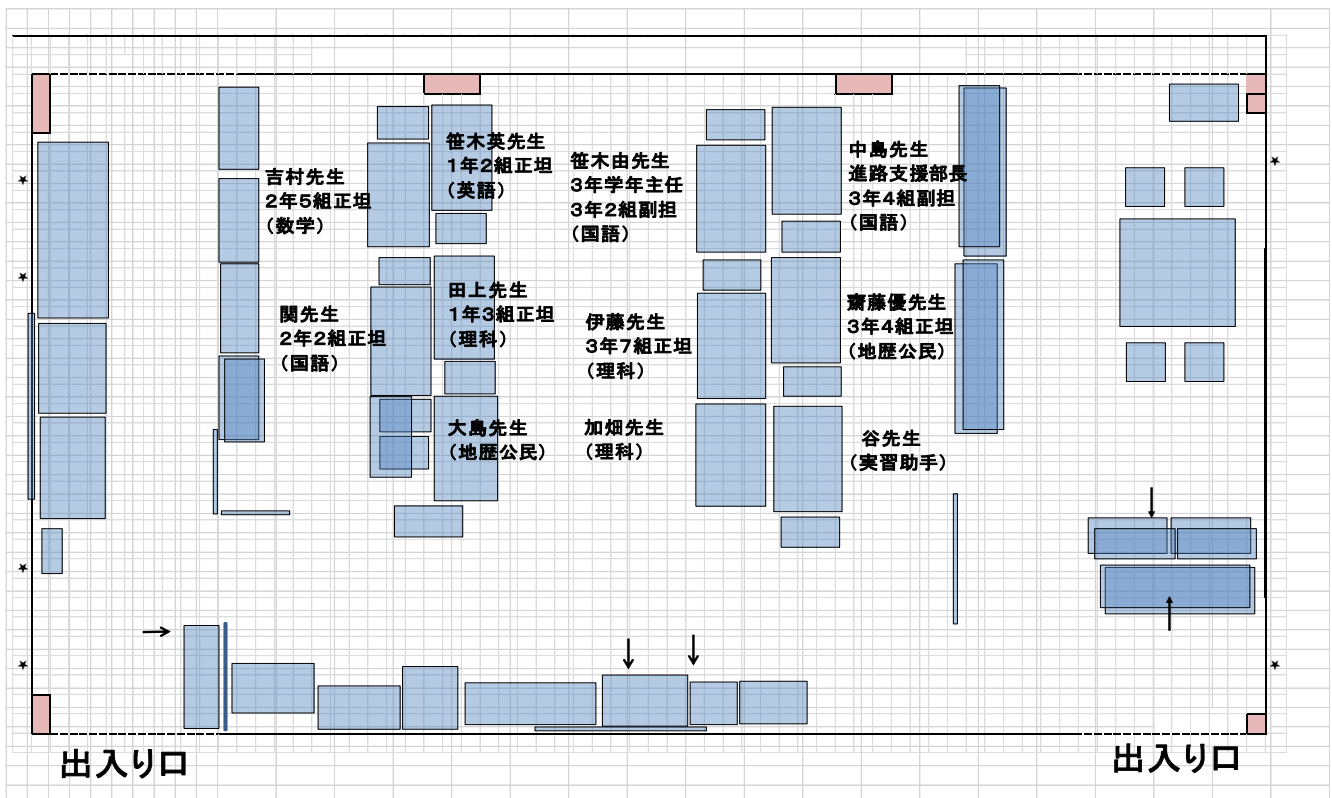 吉村先生
2年5組正坦
(数学)
関先生
2年2組正坦
(国語)
笹木英先生
1年2組正坦
(英語)
田上先生
1年3組正坦
(理科)
大島先生
(地歴公民)
笹木由先生
3年学年主任
3年2組副担
(国語)
伊藤先生
3年7組正坦
(理科)
加畑先生
(理科)
中島先生
進路支援部長
3年4組副担
(国語)
齋藤優先生
3年4組正坦
(地歴公民)
谷先生
(実習助手)
出入り口
出入り口